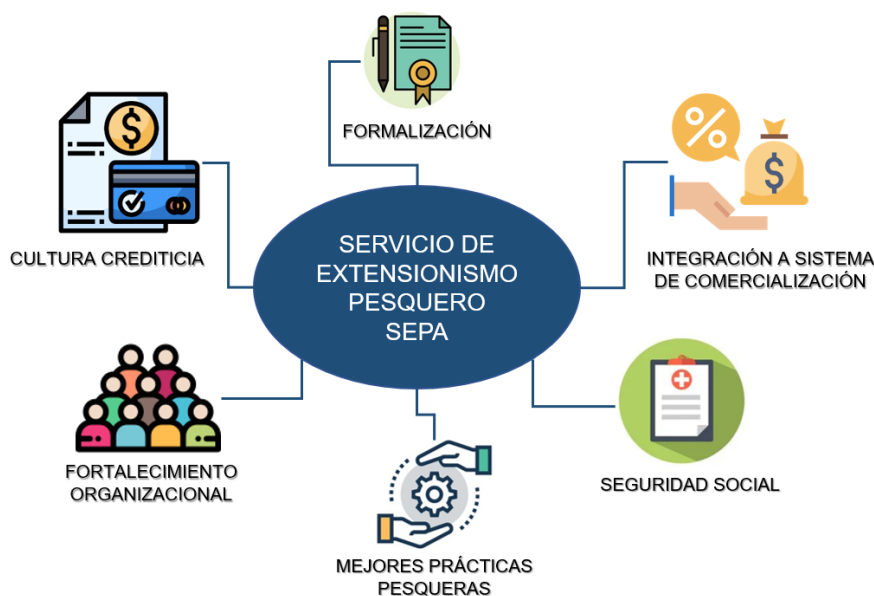 FORMALIZACIÓN
CULTURA CREDITICIA
SERVICIO DE
EXTENSIONISMO
PESQUERO
SEPA
INTEGRACIÓN A SISTEMA
DE COMERCIALIZACIÓN
FORTALECIMIENTO
ORGANIZACIONAL
SEGURIDAD SOCIAL
MEJORES PRÁCTICAS
PESQUERAS